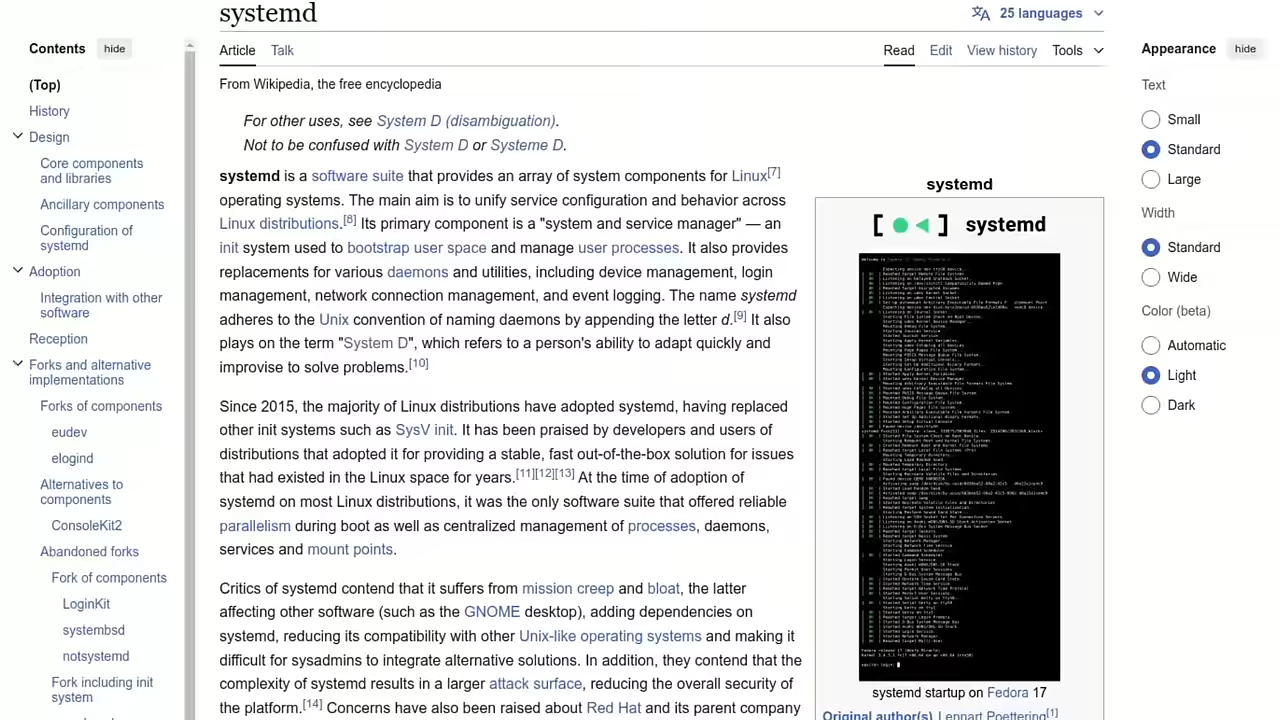 systemd
25 languages
Contents hide
(Top)
History
Design
Core components
and libraries
Ancillary components
Configuration of
systemd
Adoption
Integration with other
software
Reception
Forks and alternative
implementations
Forks of components
eudev
elogind
Alternatives to
components
ConsoleKit2
Abandoned forks
Fork of components
LoginKit
systembsd
notsystemd
Fork including init
system
Article Talk Read Edit View history Tools
From Wikipedia, the free encyclopedia
For other uses, see System D (disambiguation).
Not to be confused with System D or Systeme D.
systemd is a software suite that provides an array of system components for Linux[7]
operating systems. The main aim is to unify service configuration and behavior across
Linux distributions.[8] Its primary component is a "system and service manager" — an
init system used to bootstrap user space and manage user processes. It also provides
replacements for various daemons and utilities, including device management, login
management, network connection management, and event logging. The name systemd
Unix convention of naming daemons by appending the letter d.[9] It also
on the term "System D", which refers to a person's ability to adapt quickly and
to solve problems.[10]
Since 2015, the majority of Linux distributions have adopted systemd, having replaced
other init systems such as SysV init. It has been praised by developers and users of
distributions that adopted it for providing a stable, fast out-of-the-box solution for issues
existed in the Linux space for years.[11][12][13] At the time of adoption of
on most Linux distributions, it was the only software suite that offered reliable
parallelism during boot as well as centralized management of processes, daemons,
services and mount points.
of systemd contend that it suffers from mission creep and bloat, the latter
affecting other software (such as the GNOME desktop), adding dependencies on
systemd, reducing its compatibility with other Unix-like operating systems and making it
difficult for sysadmins to integrate alternative solutions. In addition, they contend that the
complexity of systemd results in a larger attack surface, reducing the overall security of
the platform.[14] Concerns have also been raised about Red Hat and its parent company
systemd
[ ] systemd
systemd startup on Fedora 17
Original author(s) Lennart Poettering[1]
Appearance hide
Text
Small
Standard
Large
Width
Standard
Wide
Color (beta)
Automatic
Light
Dark